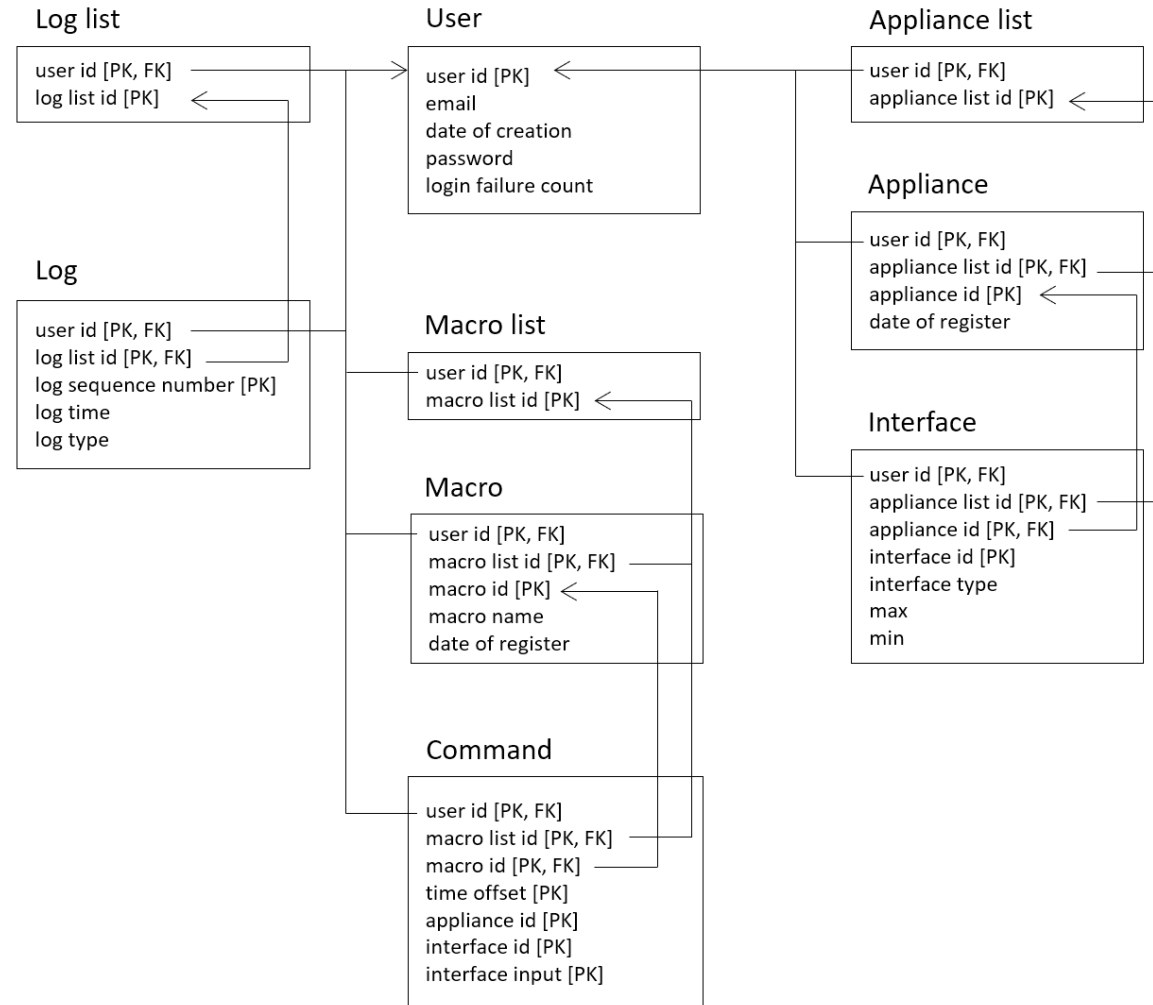 Log list
user id [PK, FK]
log list id [PK]
Log
user id [PK, FK]
log list id [PK, FK]
log sequence number [PK]
log time
log type
User
user id [PK]
email
date of creation
password
login failure count
Macro list
user id [PK, FK]
macro list id [PK]
Macro
user id [PK, FK]
macro list id [PK, FK]
macro id [PK]
macro name
date of register
Command
user id [PK, FK]
macro list id [PK, FK]
macro id [PK, FK]
time offset [PK]
appliance id [PK]
interface id [PK]
interface input [PK]
Appliance list
user id [PK, FK]
appliance list id [PK]
Appliance
user id [PK, FK]
appliance list id [PK, FK]
appliance id [PK]
date of register
Interface
user id [PK, FK]
appliance list id [PK, FK]
appliance id [PK, FK]
interface id [PK]
interface type
max
min